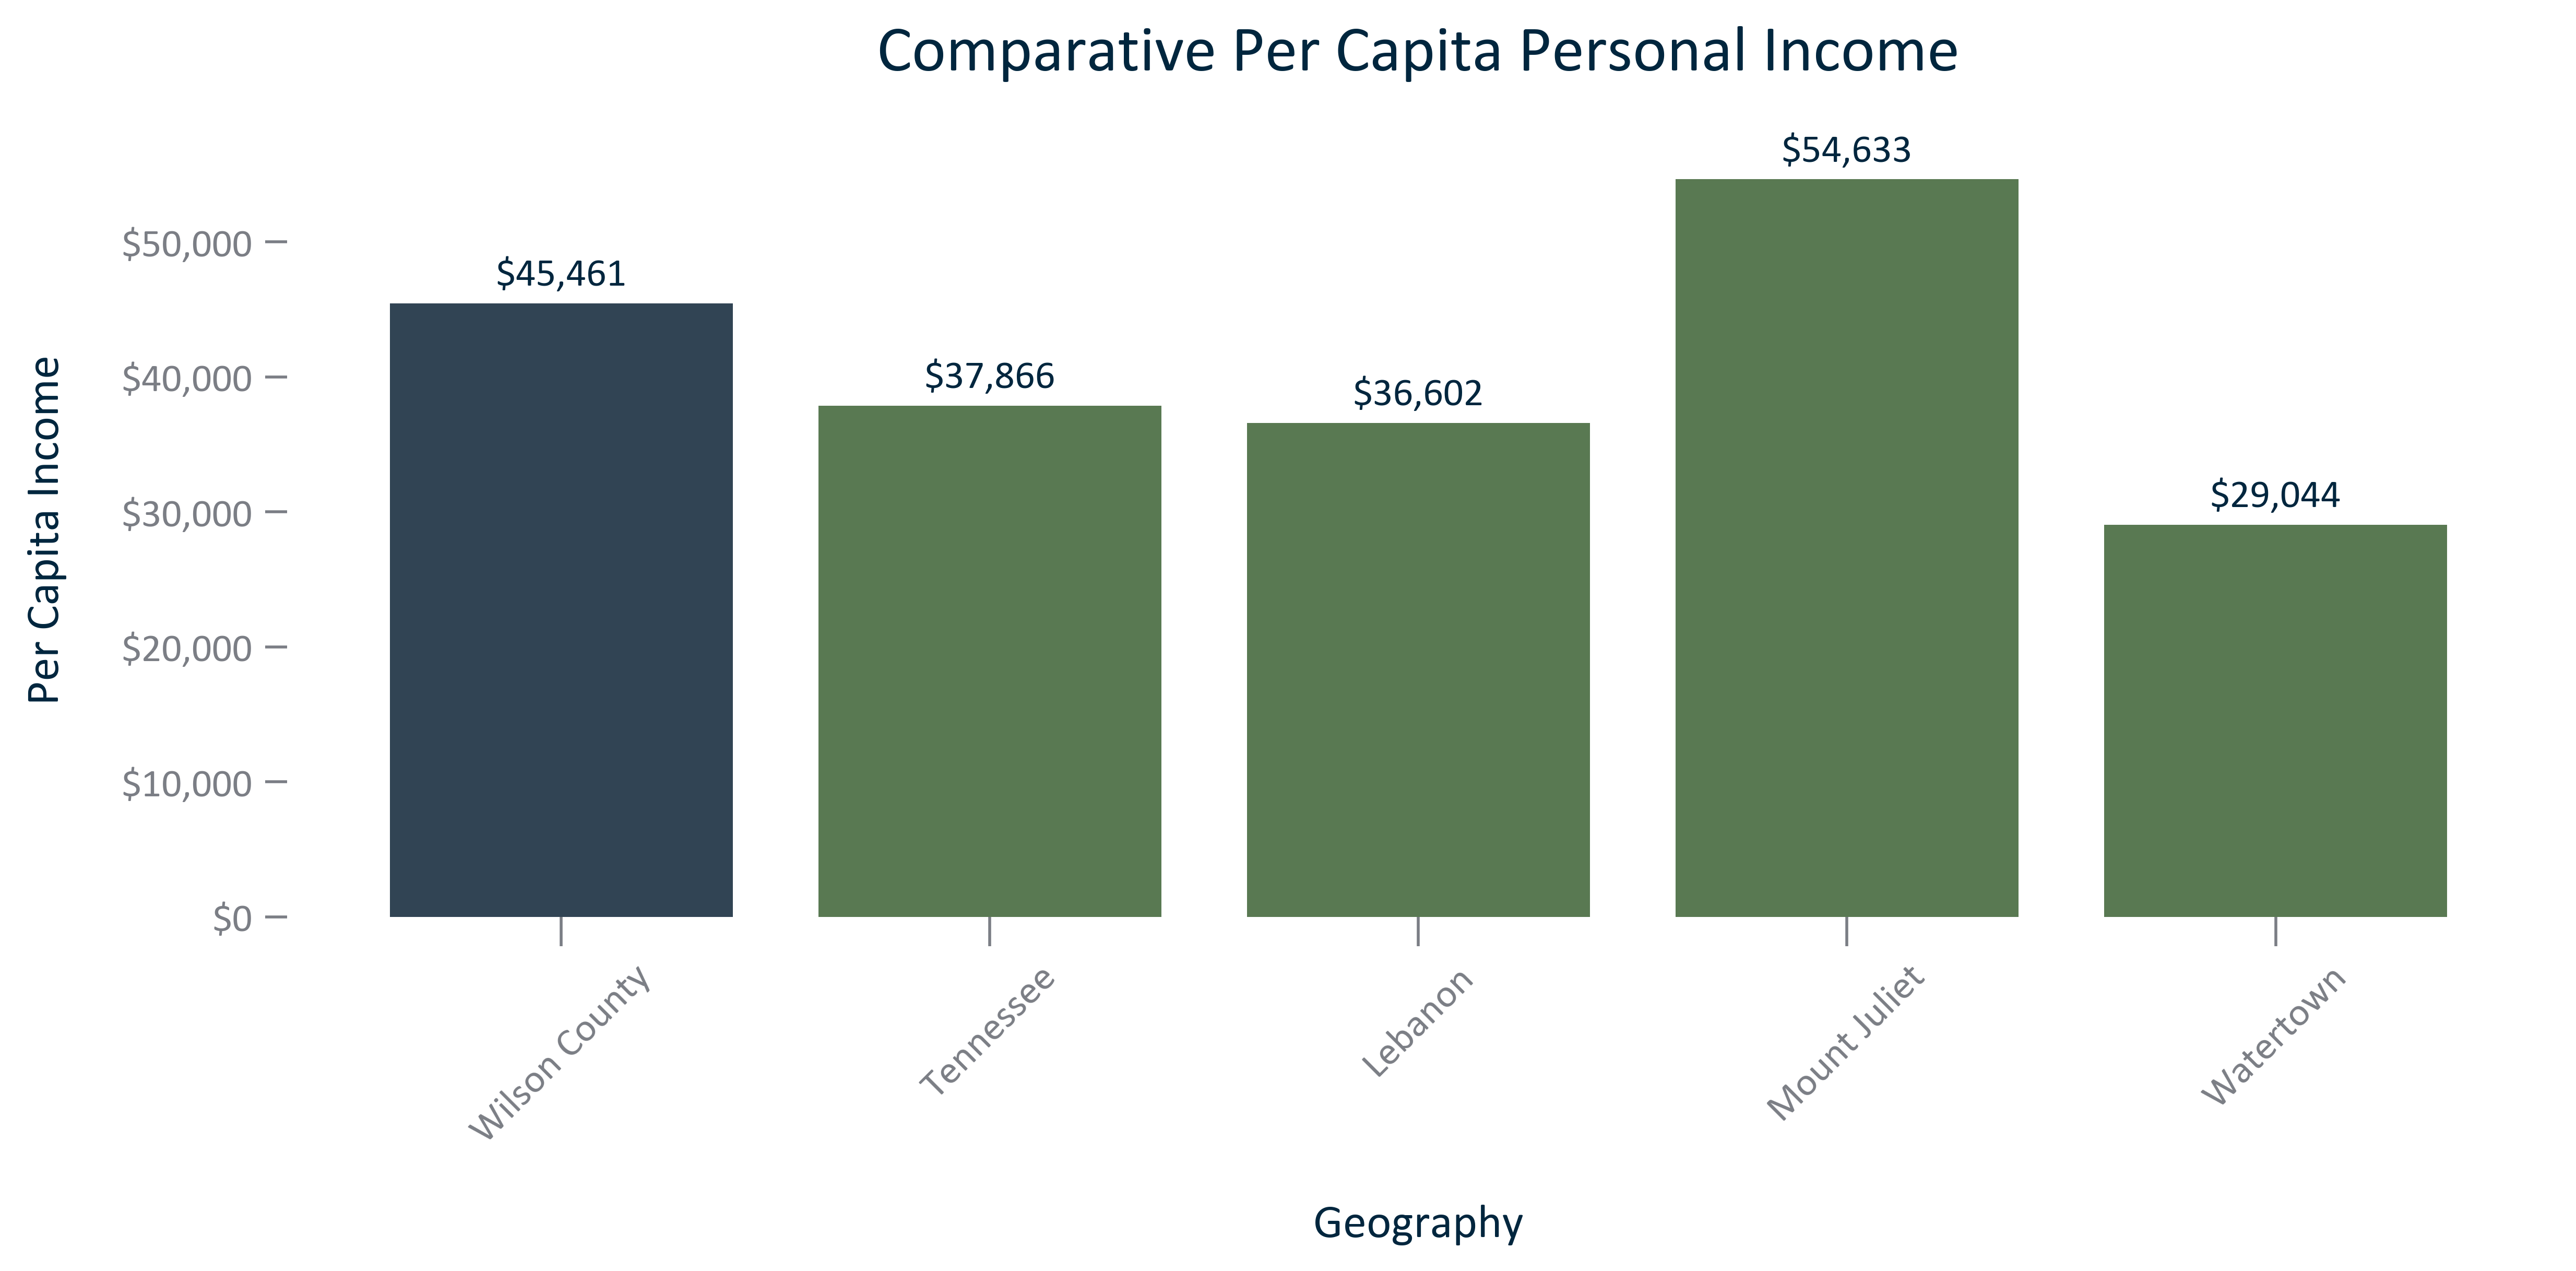 Comparative Per Capita Personal Income
$54,633
$50,000
$45,461
$40,000
$37,866
$36,602
$30,000
$29,044
$20,000
$10,000
$0
Per Capita Income
Wilson County
Tennessee
Lebanon
Mount Juliet
Watertown
Geography